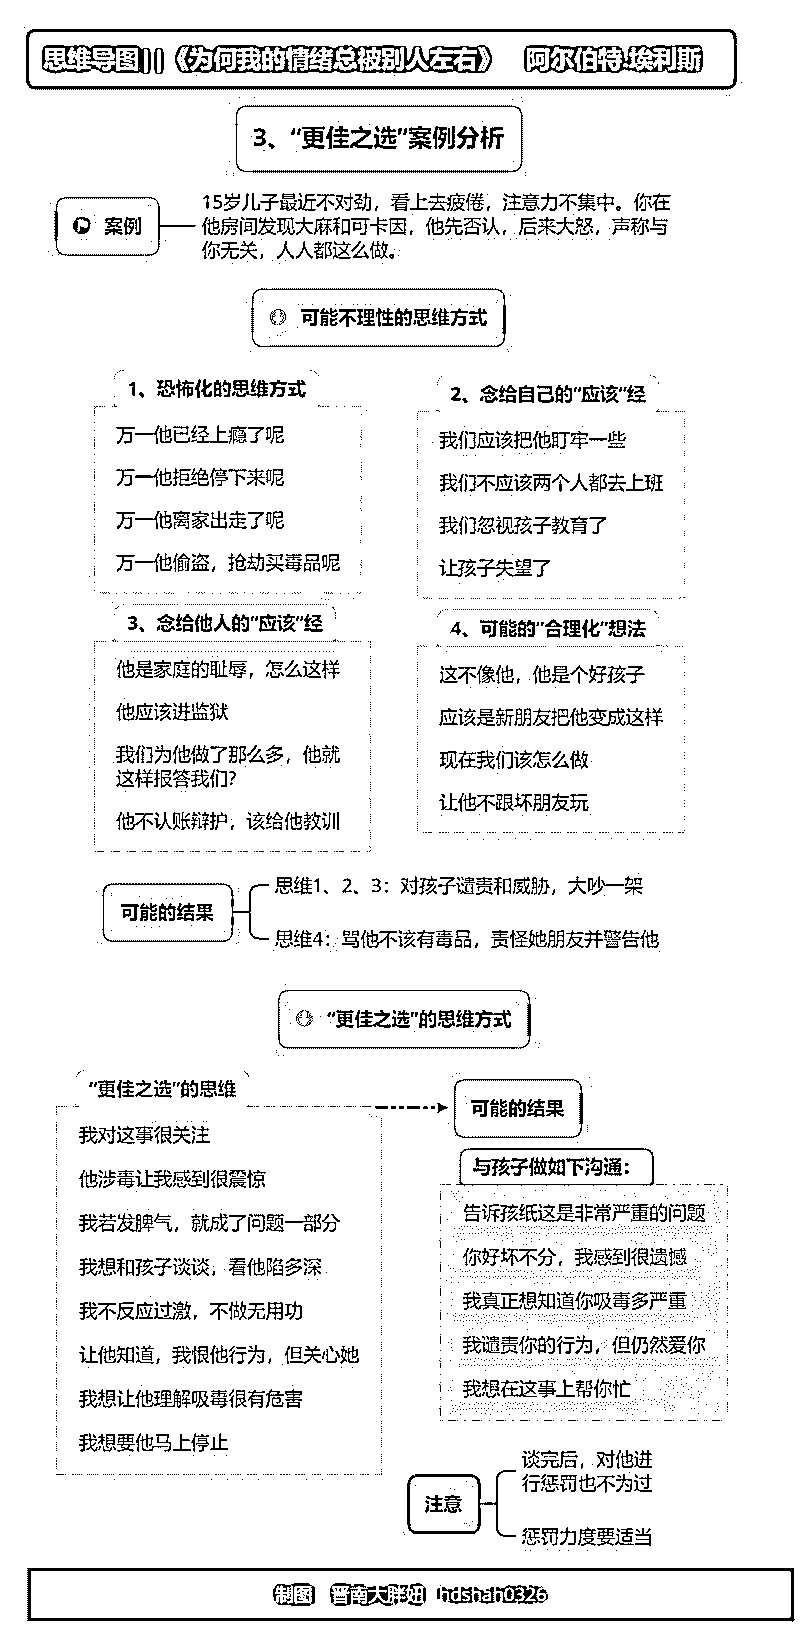 思维导图||《为何我的情绪总被别人左右》 阿尔伯特·埃利斯
3、“更佳之选”案例分析
案例
15岁儿子最近不对劲，看上去疲倦，注意力不集中。你在
他房间发现大麻和可卡因，他先否认，后来大怒，声称与
你无关，人人都这么做。
可能不理性的思维方式
1、恐怖化的思维方式
万一他已经上瘾了呢
万一他拒绝停下来呢
万一他离家出走了呢
万一他偷盗，抢劫买毒品呢
2、念给自己的“应该”经
我们应该把他盯牢一些
我们不应该两个人都去上班
我们忽视孩子教育了
让孩子失望了
3、念给他人的“应该”经
他是家庭的耻辱，怎么这样
他应该进监狱
我们为他做了那么多，他就
这样报答我们？
他不认账辩护，该给他教训
4、可能的“合理化”想法
这不像他，他是个好孩子
应该是新朋友把他变成这样
现在我们该怎么做
让他不跟坏朋友玩
可能的结果
思维1、2、3：对孩子谴责和威胁，大吵一架
思维4：骂他不该有毒品，责怪她朋友并警告他
“更佳之选”的思维方式
“更佳之选”的思维
我对这事很关注
他涉毒让我感到很震惊
我若发脾气，就成了问题一部分
我想和孩子谈谈，看他陷多深
我不反应过激，不做无用功
让他知道，我恨他行为，但关心她
我想让他理解吸毒很有危害
我想要他马上停止
可能的结果
与孩子做如下沟通：
告诉孩纸这是非常严重的问题
你好坏不分，我感到很遗憾
我真正想知道你吸毒多严重
我谴责你的行为，但仍然爱你
我想在这事上帮你忙
注意
谈完后，对他进
行惩罚也不为过
惩罚力度要适当
制图 晋南大胖妞 hdshah0326